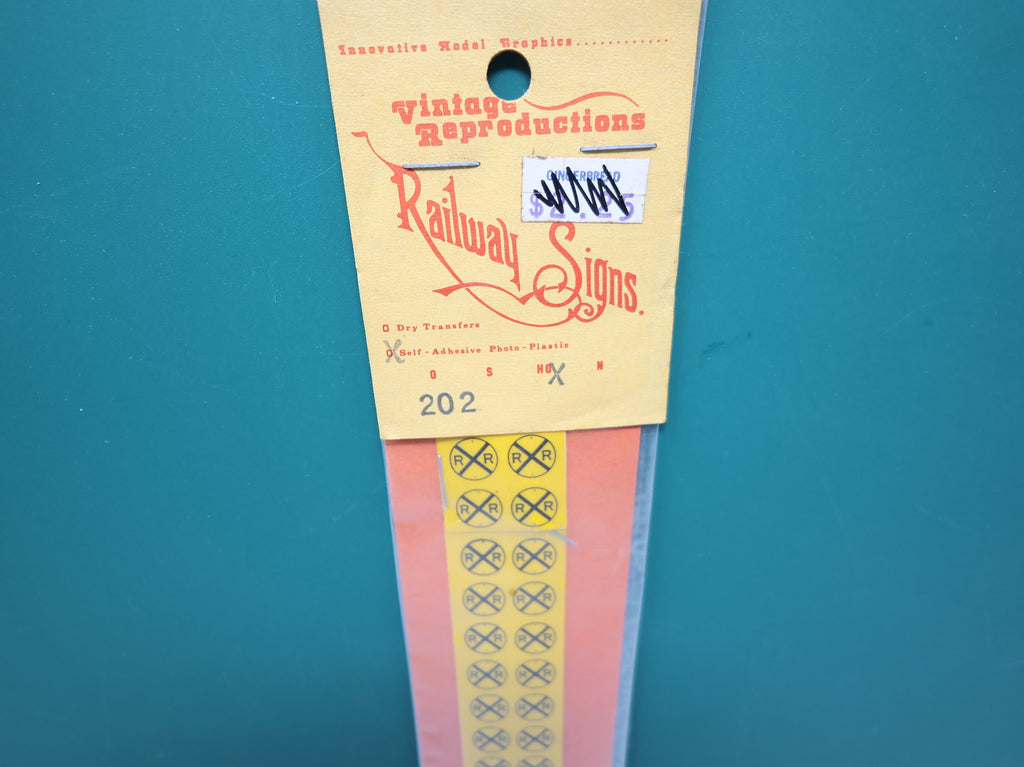 Innovative Model Graphics............
Vintage
Reproductions
GINGERBREAD
Railway Signs.
O Dry Transfers
X O Self-Adhesive Photo-Plastic
O S HO X N
202
R R R R
R R R R
R R R R
R R R R
R R R R
R R R R
R R R R
R R R R